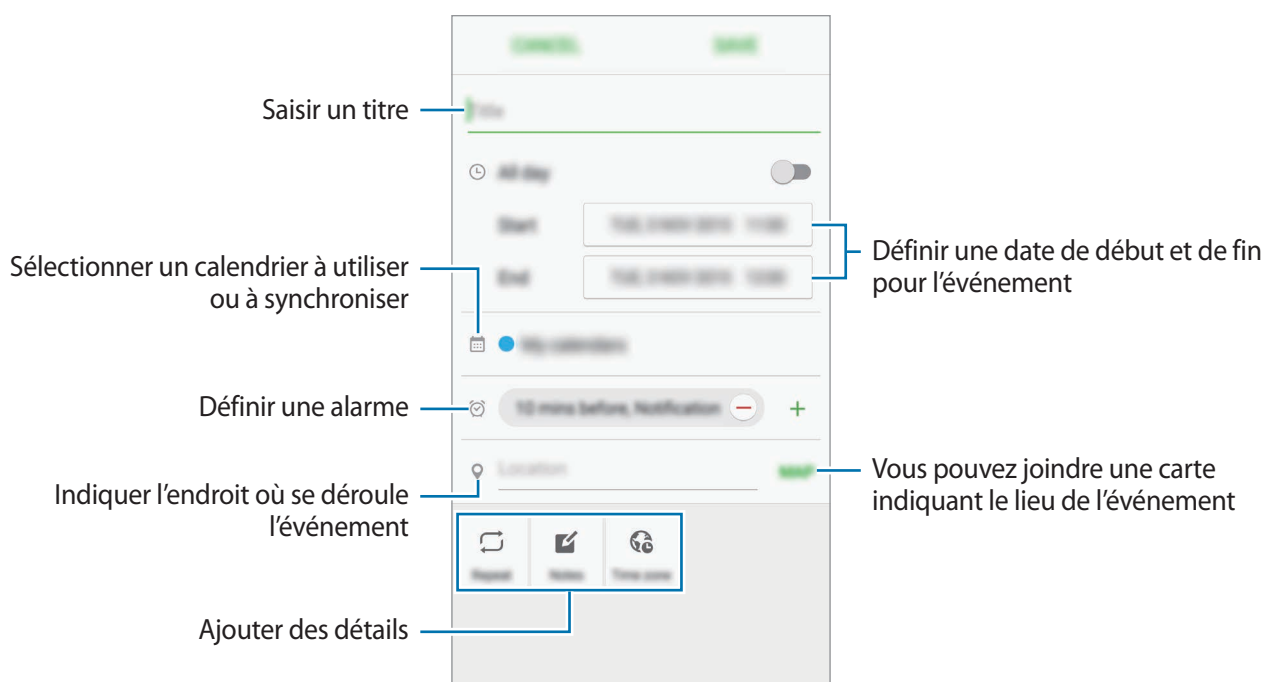 CANCEL
SAVE
Saisir un titre
Title
All day
Start
End
Définir une date de début et de fin
pour l'événement
Sélectionner un calendrier à utiliser
ou à synchroniser
My calendars
Définir une alarme
10 mins before, Notification
Location
MAP
Vous pouvez joindre une carte
indiquant le lieu de l'événement
Indiquer l'endroit où se déroule
l'événement
Repeat
Notes
Time zone
Ajouter des détails